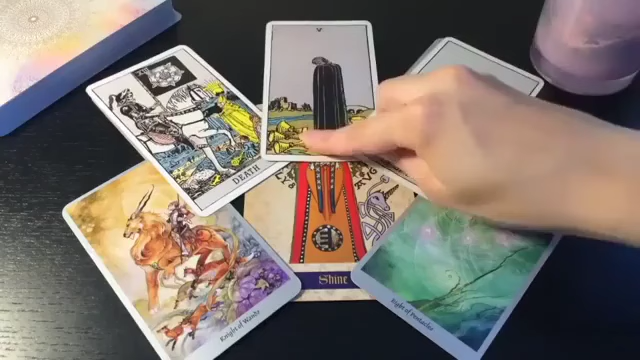 V
DEATH
Shine
Knight of Wands
Eight of Pentacles